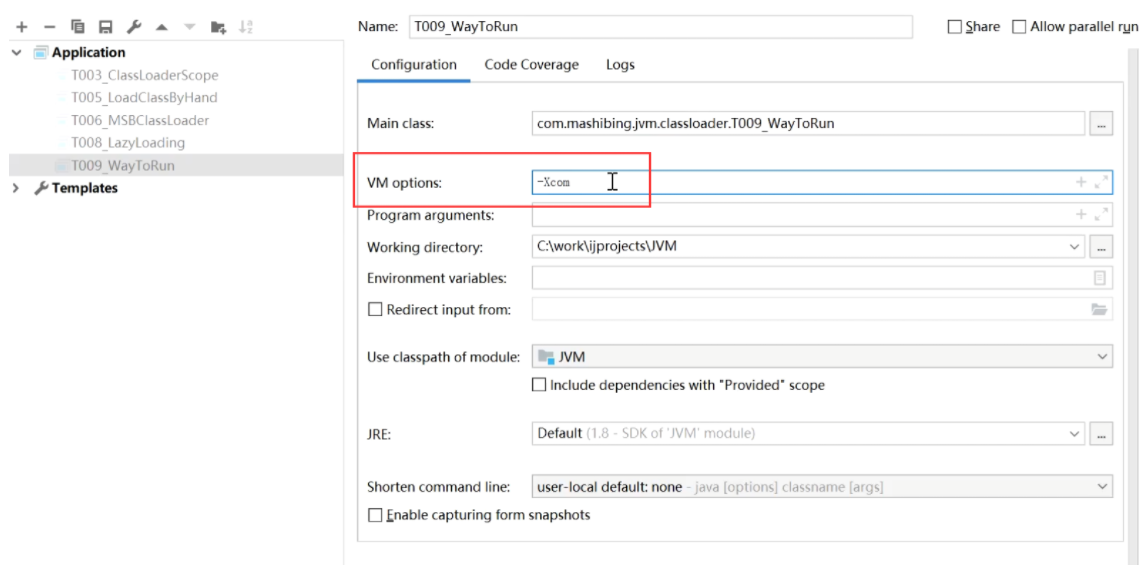 Name: T009_WayToRun Share Allow parallel run
Application
T003_ClassLoaderScope
T005_LoadClassByHand
T006_MSBClassLoader
T008_LazyLoading
T009_WayToRun
Templates
Configuration Code Coverage Logs
Main class: com.mashibing.jvm.classloader.T009_WayToRun ...
VM options: -Xcom
Program arguments:
Working directory: C:\work\ijprojects\JVM ...
Environment variables:
Redirect input from:
Use classpath of module: JVM
Include dependencies with "Provided" scope
JRE: Default (1.8 - SDK of 'JVM' module) ...
Shorten command line: user-local default: none - java [options] classname [args]
Enable capturing form snapshots